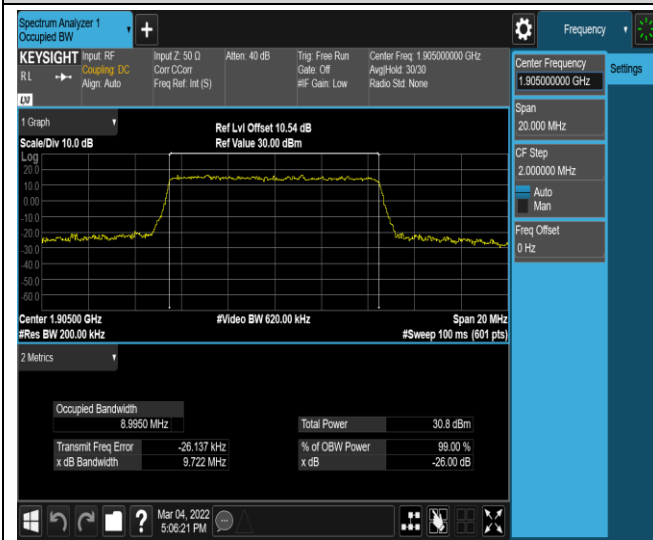 Spectrum Analyzer 1
Occupied BW
+
Frequency
KEYSIGHT
RL
Input: RF
Coupling: DC
Align: Auto
Input Z: 50 Ω
Corr CCorr
Freq Ref: Int (S)
Atten: 40 dB
Trig: Free Run
Gate: Off
#IF Gain: Low
Center Freq: 1.905000000 GHz
Avg|Hold: 30/30
Radio Std: None
LXI
Center Frequency
1.905000000 GHz
Settings
Span
20.000 MHz
CF Step
2.000000 MHz
Auto
Man
Freq Offset
0 Hz
1 Graph
Scale/Div 10.0 dB
Ref Lvl Offset 10.54 dB
Ref Value 30.00 dBm
Log
20.0
10.0
0.00
-10.0
-20.0
-30.0
-40.0
-50.0
-60.0
Center 1.90500 GHz
#Res BW 200.00 kHz
#Video BW 620.00 kHz
Span 20 MHz
#Sweep 100 ms (601 pts)
2 Metrics
Occupied Bandwidth
8.9950 MHz
Total Power 30.8 dBm
Transmit Freq Error -26.137 kHz
% of OBW Power 99.00 %
x dB Bandwidth 9.722 MHz
x dB -26.00 dB
?
Mar 04, 2022
5:06:21 PM